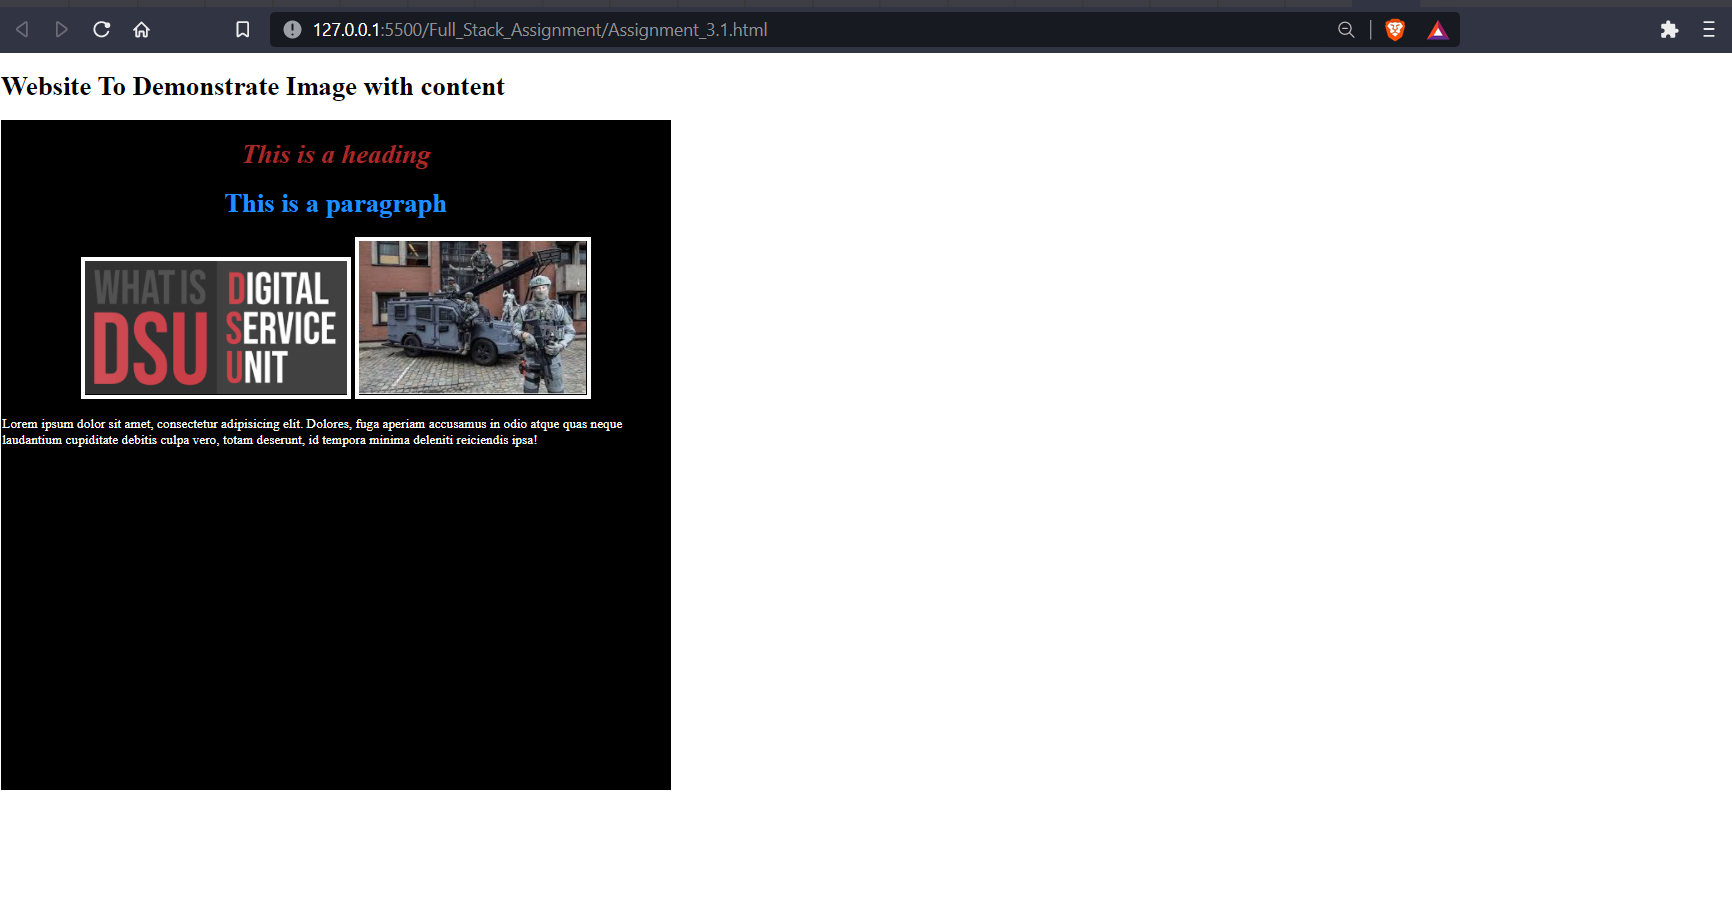 127.0.0.1:5500/Full_Stack_Assignment/Assignment_3.1.html
Website To Demonstrate Image with content
This is a heading
This is a paragraph
WHAT IS
DSU
DIGITAL
SERVICE
UNIT
Lorem ipsum dolor sit amet, consectetur adipisicing elit. Dolores, fuga aperiam accusamus in odio atque quas neque
laudantium cupiditate debitis culpa vero, totam deserunt, id tempora minima deleniti reiciendis ipsa!